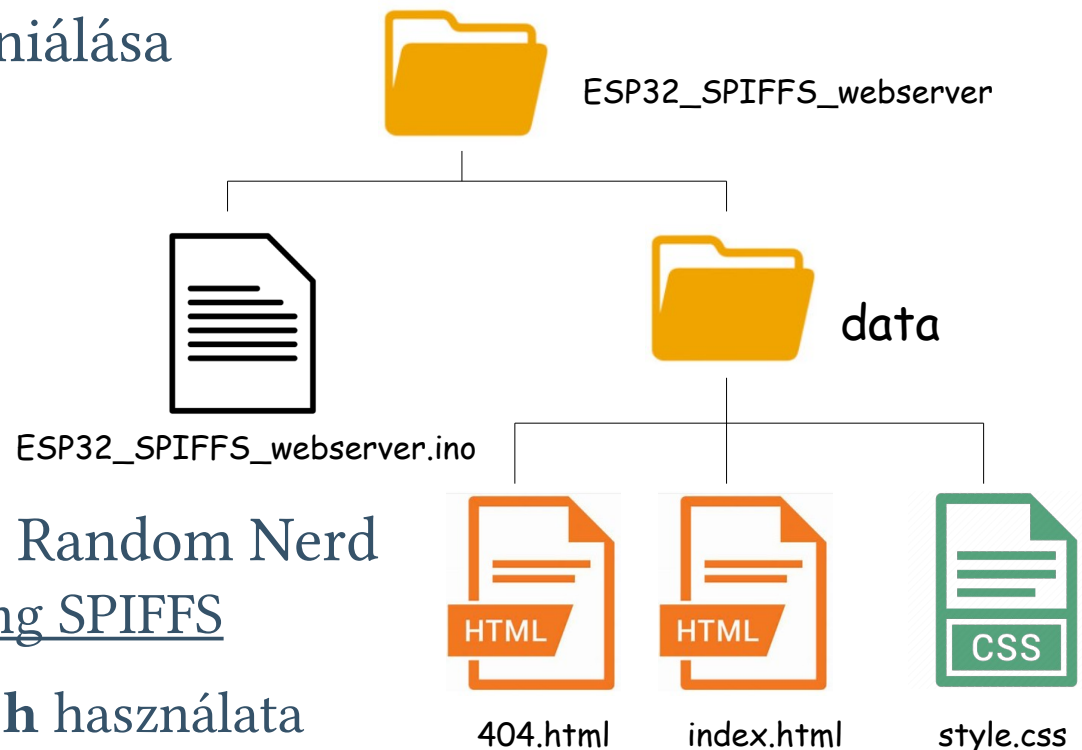 niálása
ESP32_SPIFFS_webserver
data
ESP32_SPIFFS_webserver.ino
Random Nerd
ng SPIFFS
h használata
HTML
HTML
CSS
404.html
index.html
style.css